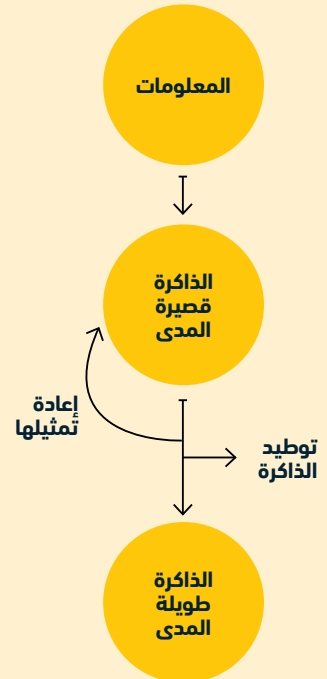 المعلومات
الذاكرة
قصيرة
المدى
إعادة
تمثيلها
توطيد
الذاكرة
الذاكرة
طويلة
المدى